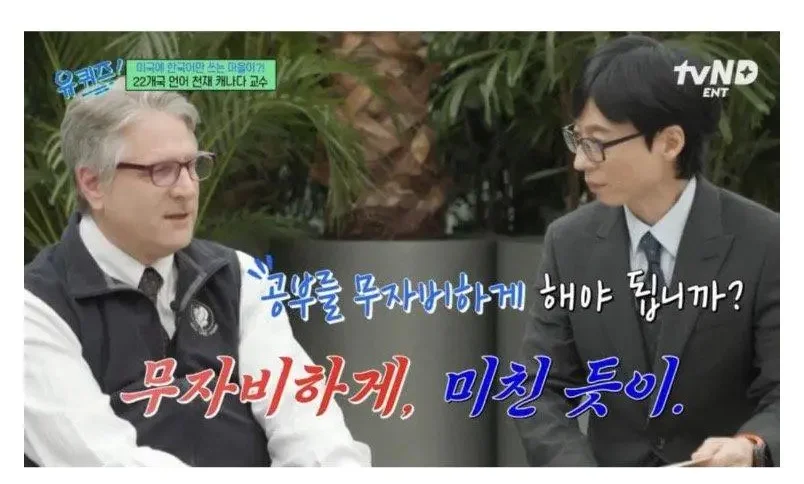 유퀴즈!
미국에 한국어만 쓰는 마을이?!
22개국 언어 천재 캐나다 교수
tvND
ENT
공부를 무자비하게 해야 됩니까?
무자비하게, 미친 듯이.